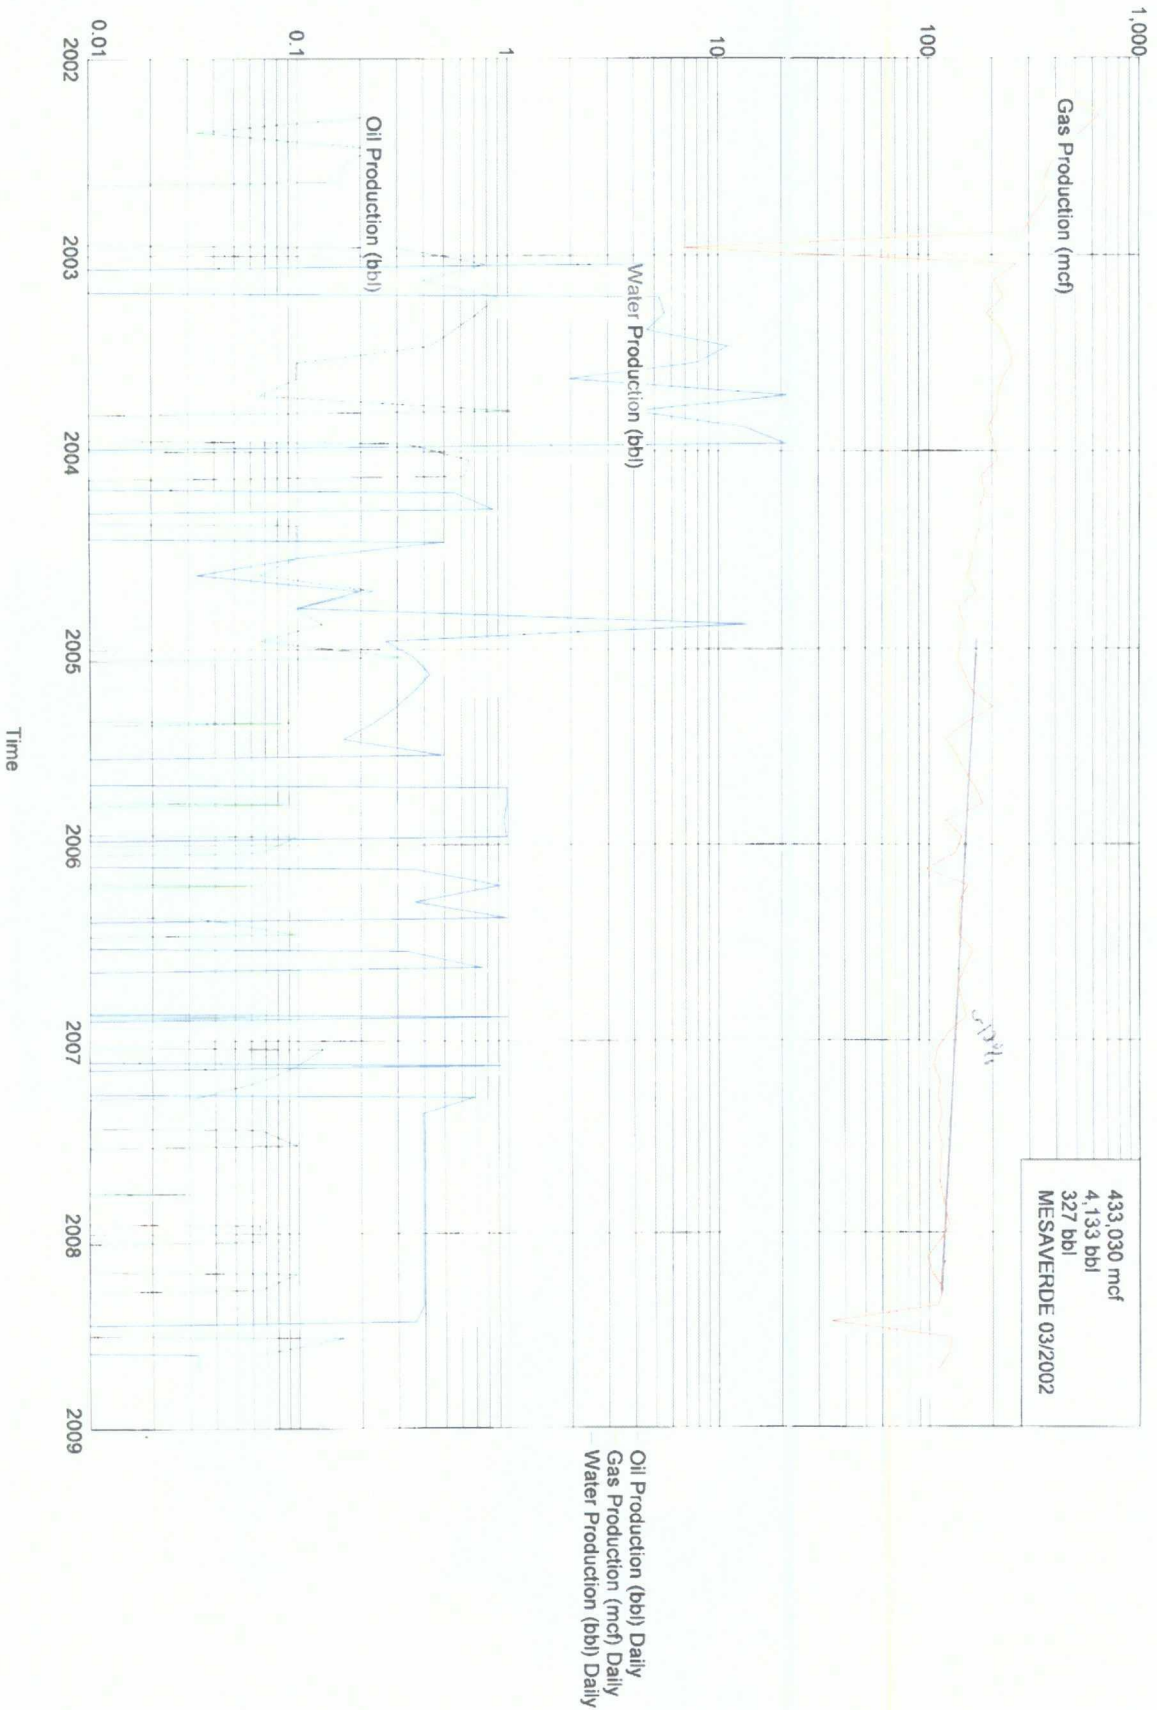 433,030 mcf
4,133 bbl
327 bbl
MESAVERDE 03/2002
1,000
100
10
1
0.1
0.01
Gas Production (mcf)
Water Production (bbl)
Oil Production (bbl)
2002
2003
2004
2005
2006
2007
2008
2009
Time
Oil Production (bbl) Daily
Gas Production (mcf) Daily
Water Production (bbl) Daily